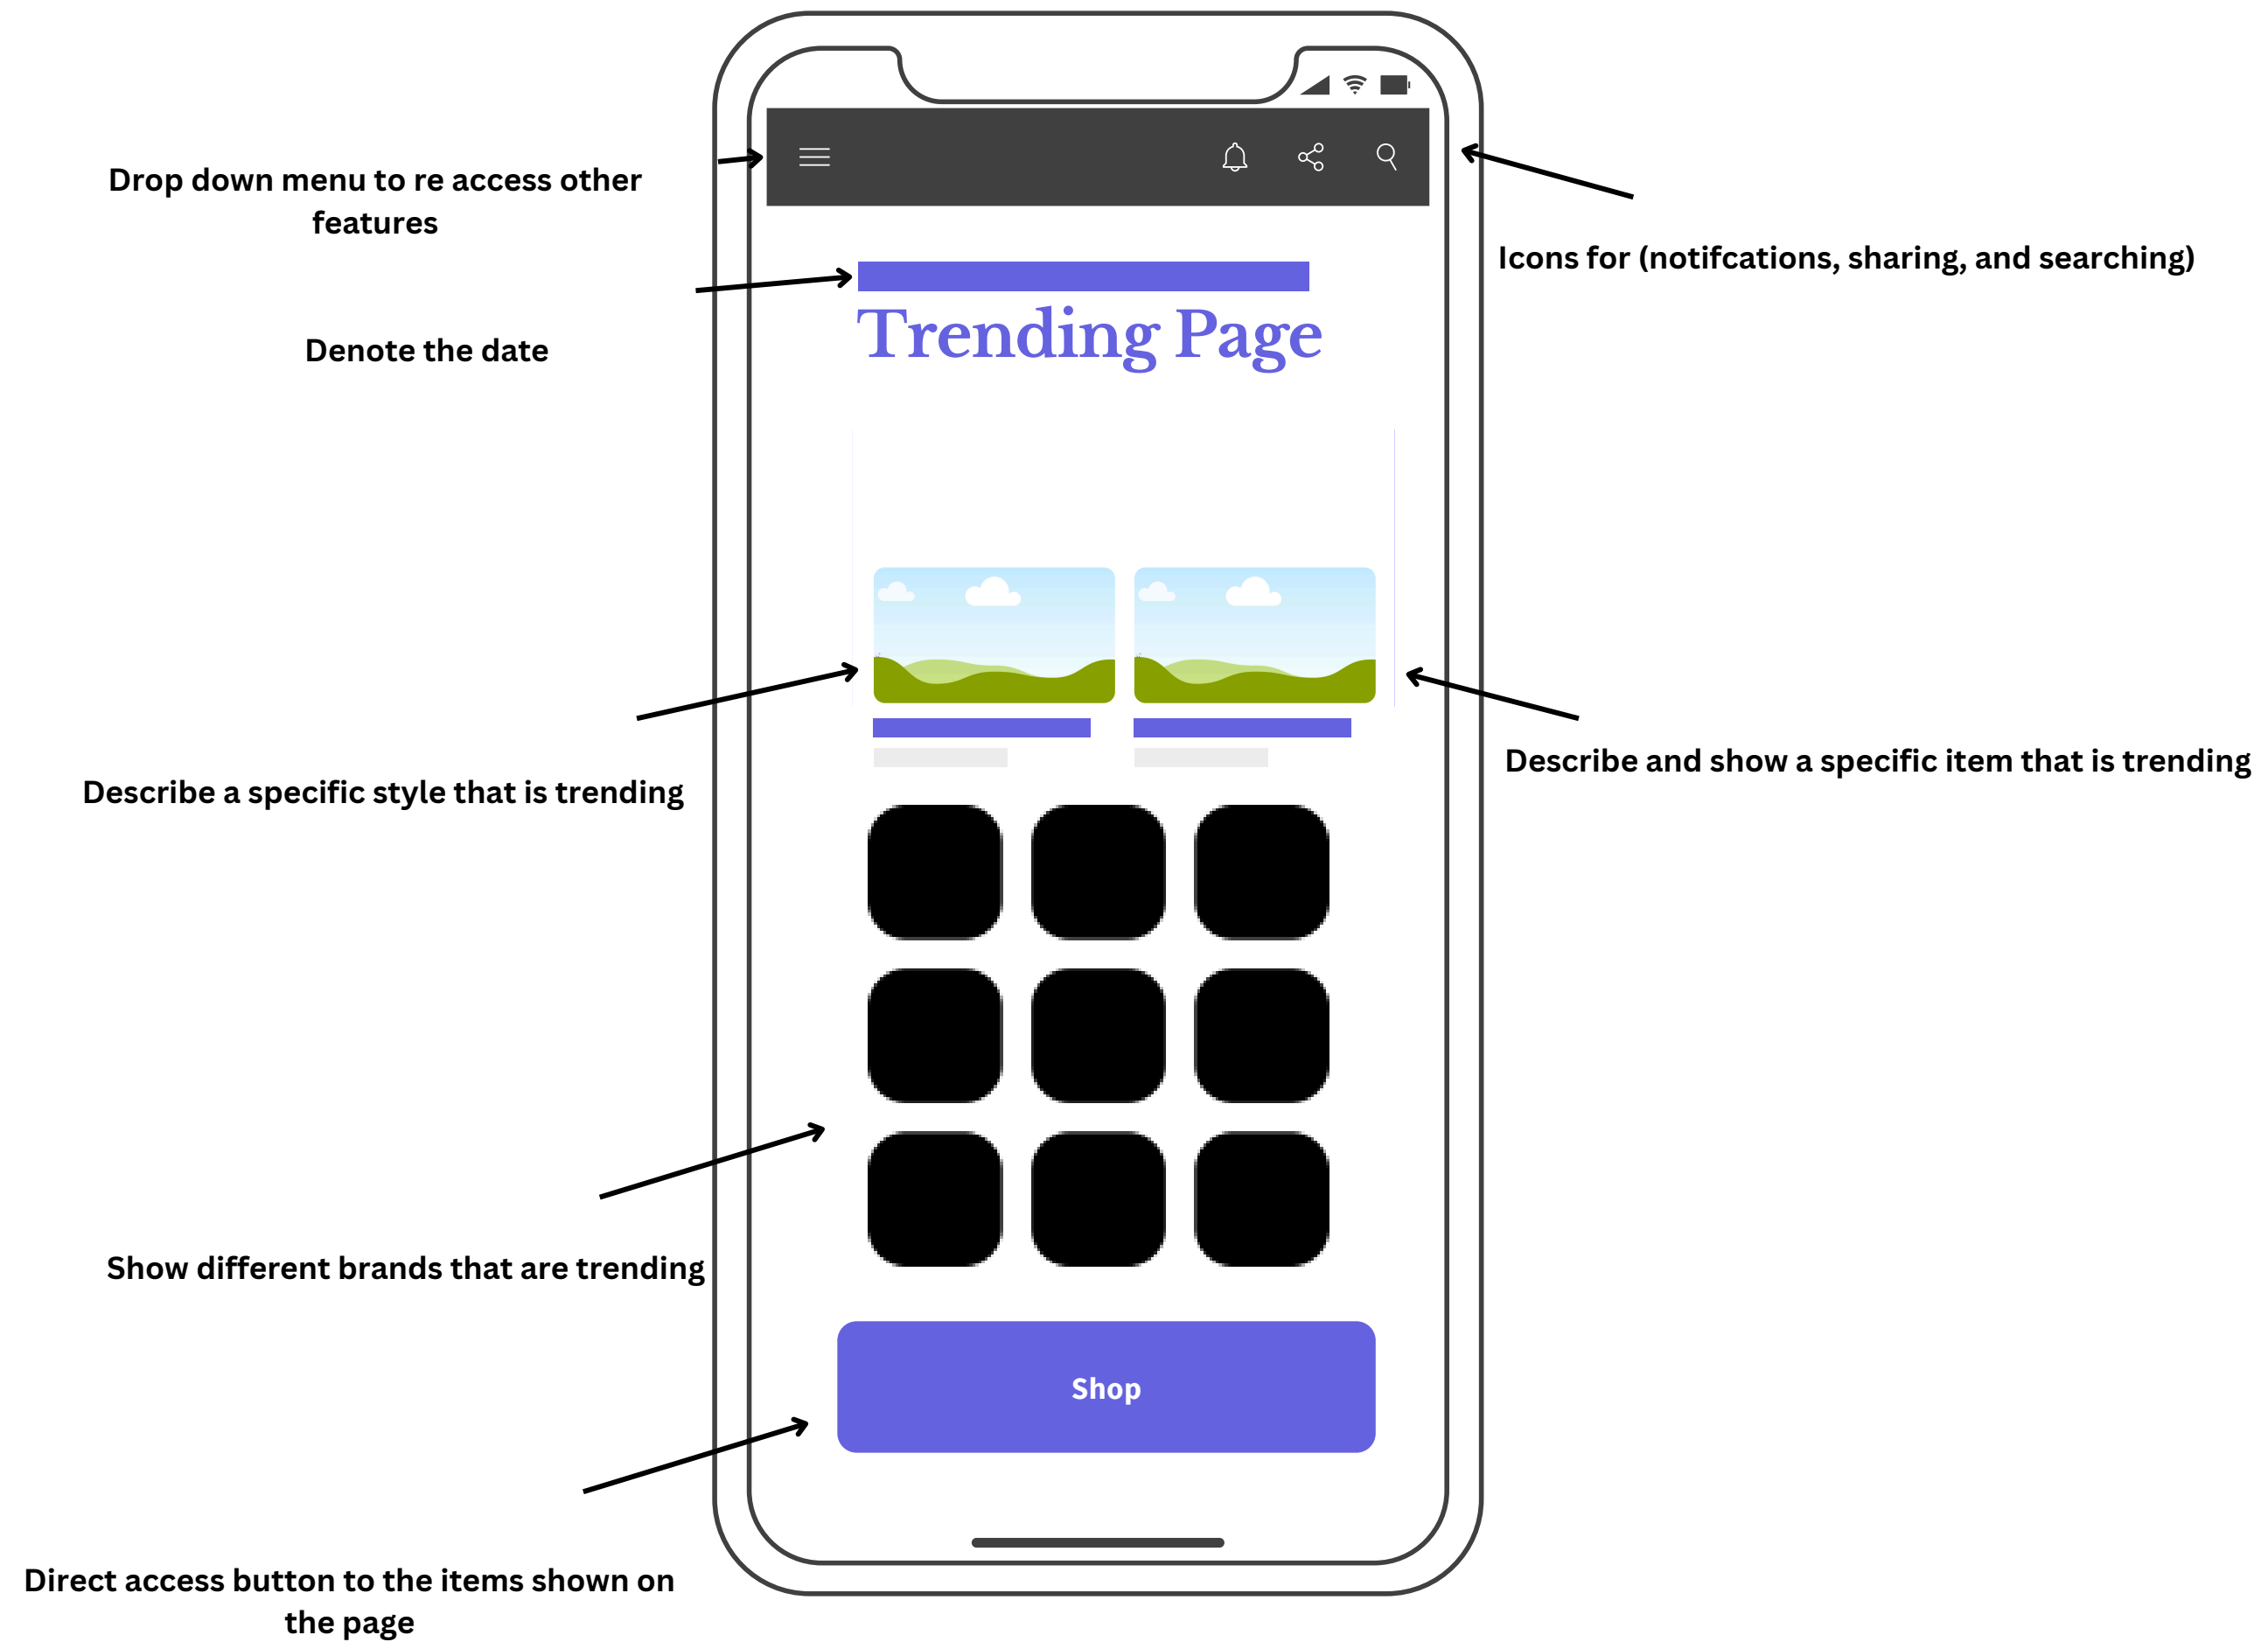 Drop down menu to re access other
features
Icons for (notifcations, sharing, and searching)
Denote the date
Trending Page
Describe a specific style that is trending
Describe and show a specific item that is trending
Show different brands that are trending
Shop
Direct access button to the items shown on
the page